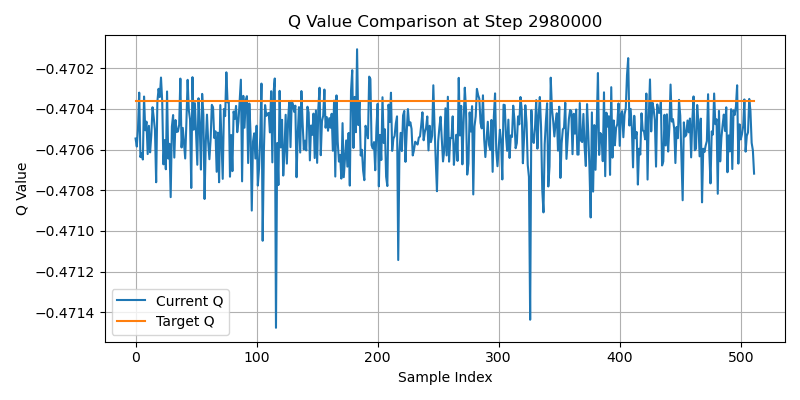 Q Value Comparison at Step 2980000
−0.4702
−0.4704
−0.4706
−0.4708
−0.4710
−0.4712
−0.4714
Q Value
Current Q
Target Q
0
100
200
300
400
500
Sample Index